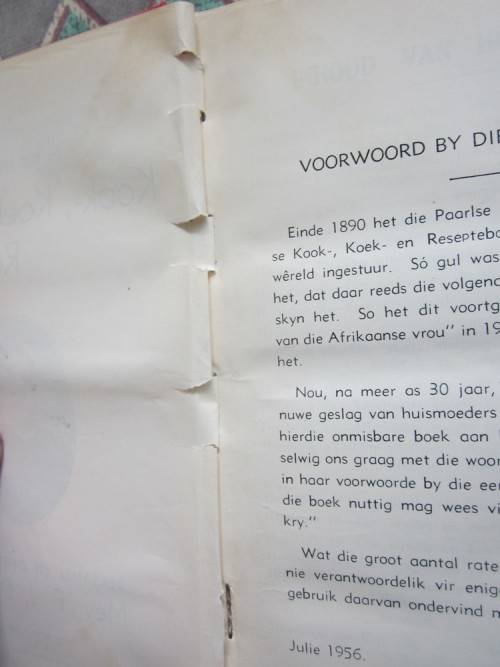 VOORWOORD BY DIE
Einde 1890 het die Paarlse
se Kook-, Koek- en Reseptebo
wêreld ingestuur. Só gul was
het, dat daar reeds die volgend
skyn het. So het dit voortg
van die Afrikaanse vrou" in 19
het.
Nou, na meer as 30 jaar,
nuwe geslag van huismoeders
hierdie onmisbare boek aan
selwig ons graag met die woor
in haar voorwoorde by die eer
die boek nuttig mag wees vi
kry."
Wat die groot aantal rate
nie verantwoordelik vir enig
gebruik daarvan ondervind m
Julie 1956.